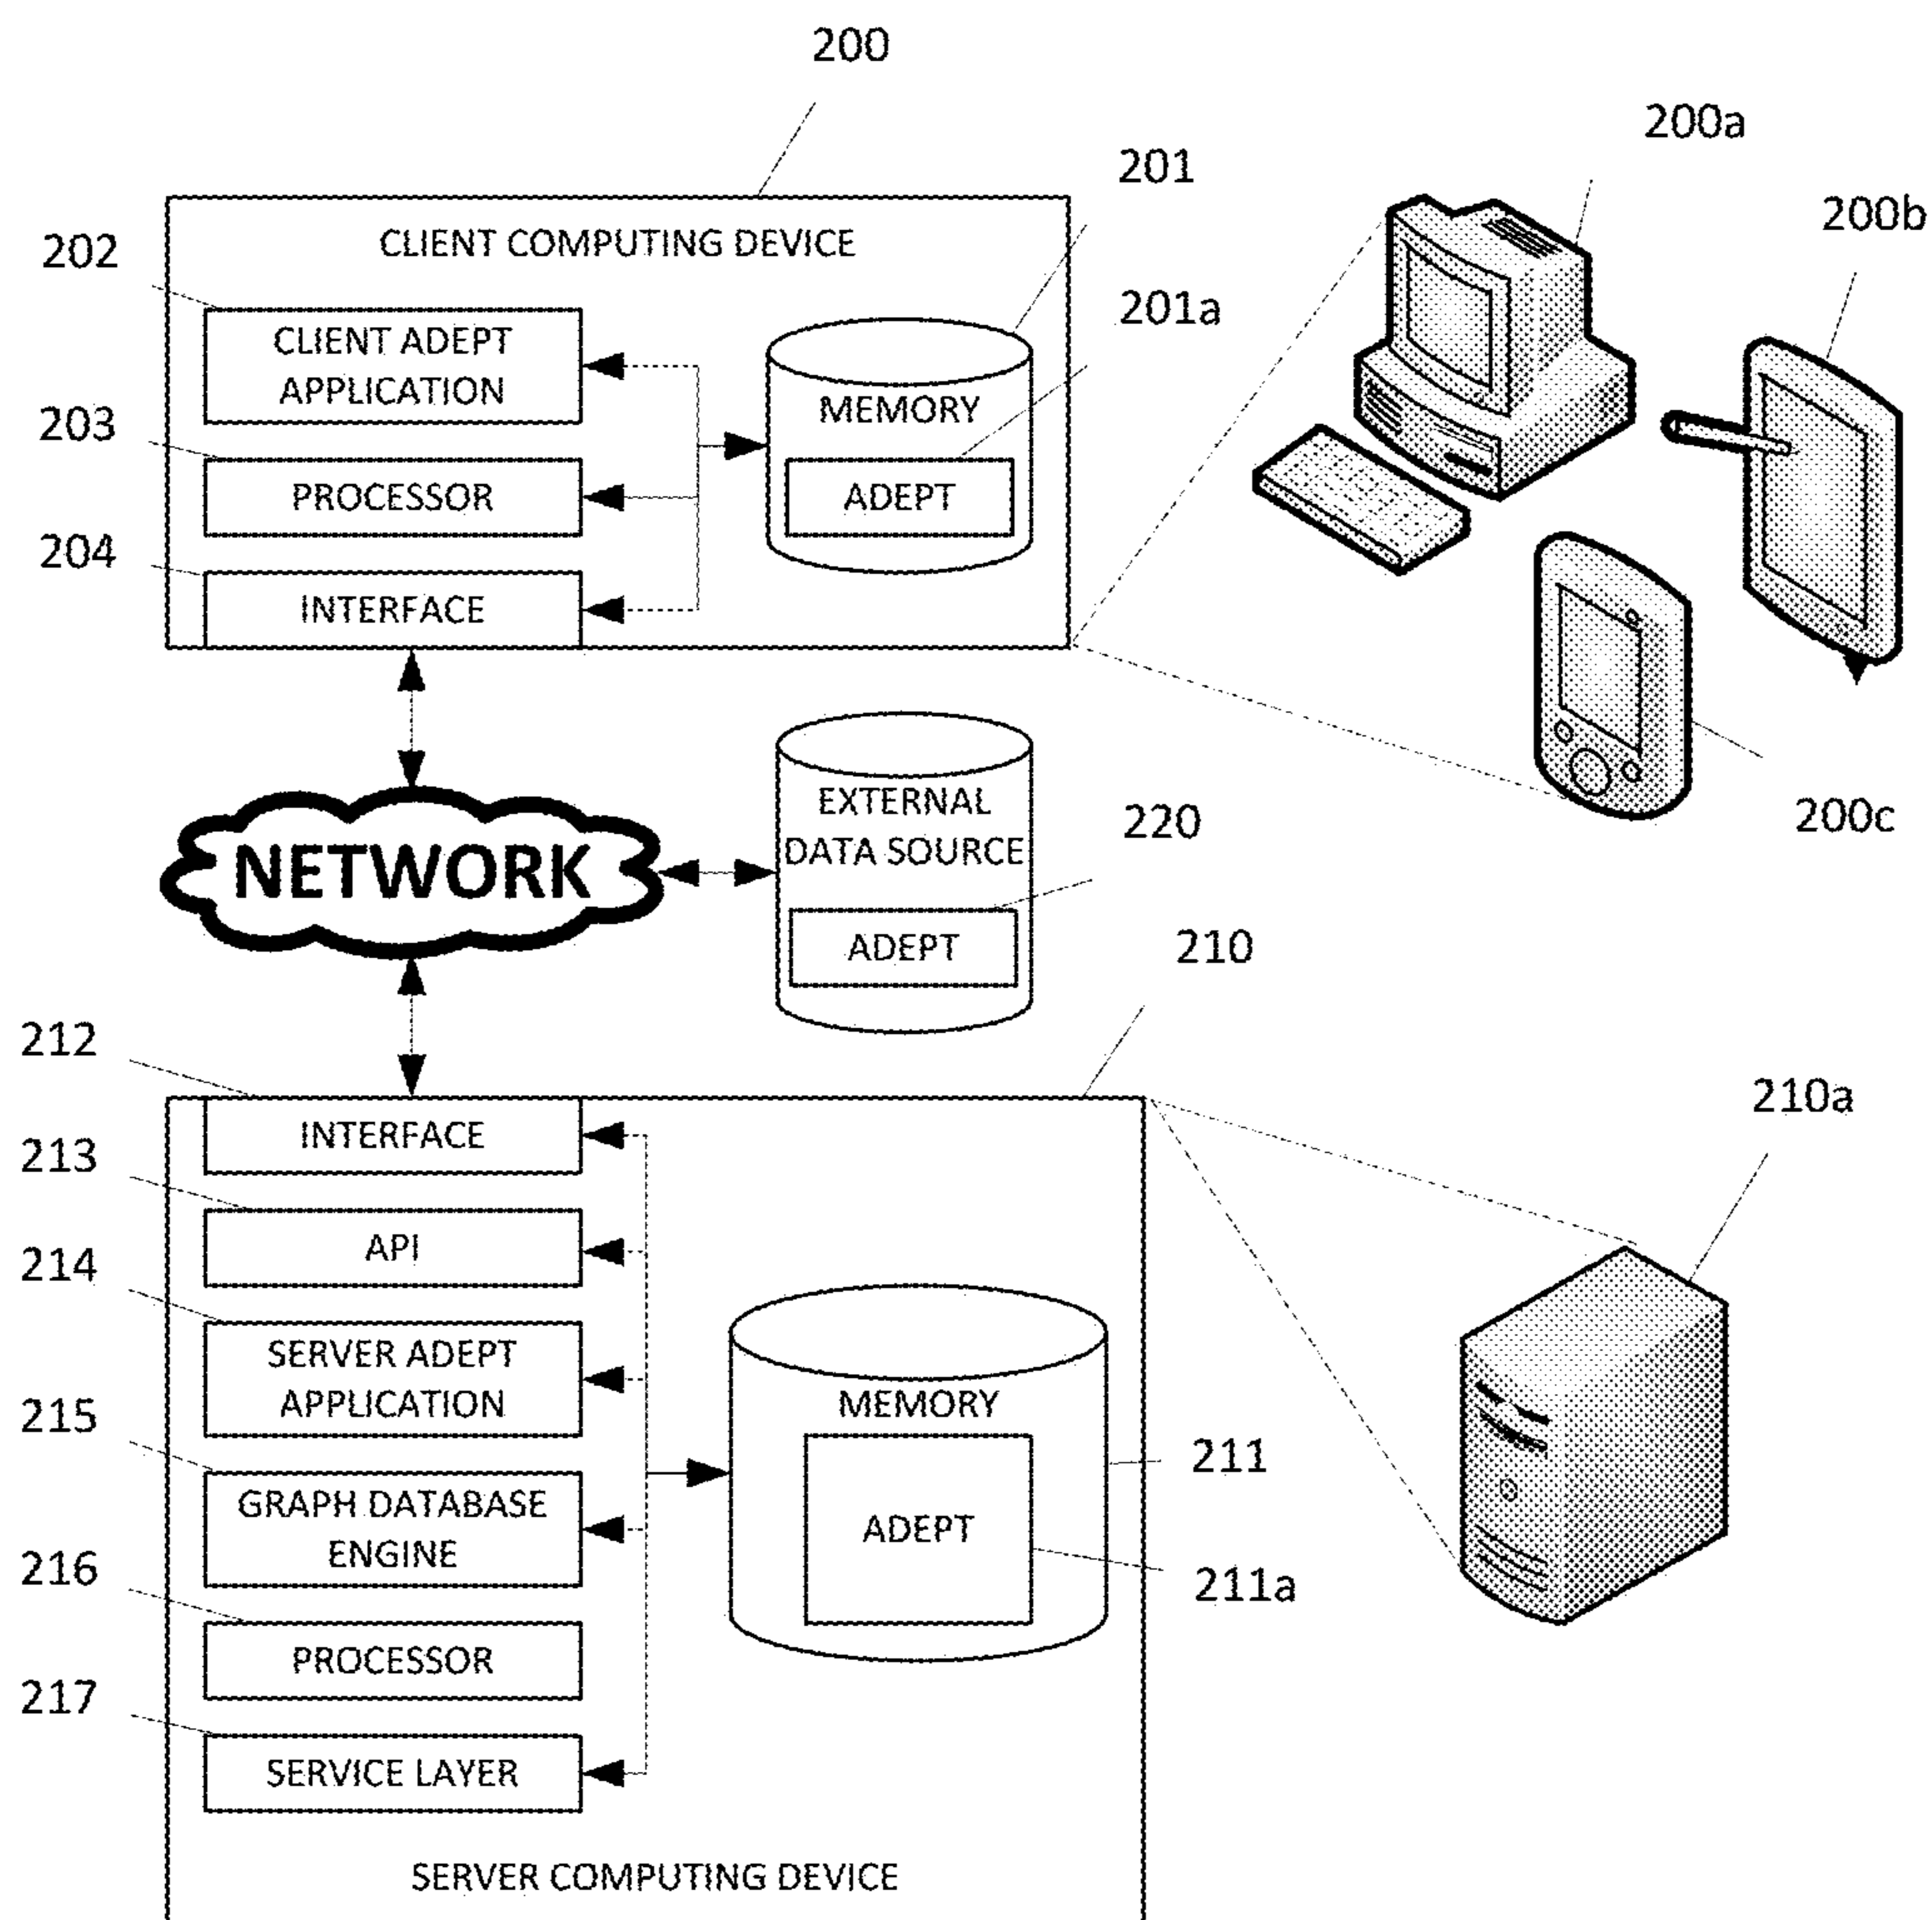 200
200a
201
200b
202
CLIENT COMPUTING DEVICE
201a
CLIENT ADEPT
APPLICATION
203
MEMORY
PROCESSOR
ADEPT
204
INTERFACE
EXTERNAL
DATA SOURCE
220
200c
NETWORK
ADEPT
210
212
INTERFACE
210a
213
API
214
SERVER ADEPT
APPLICATION
MEMORY
215
211
GRAPH DATABASE
ENGINE
ADEPT
216
211a
PROCESSOR
217
SERVICE LAYER
SERVER COMPUTING DEVICE